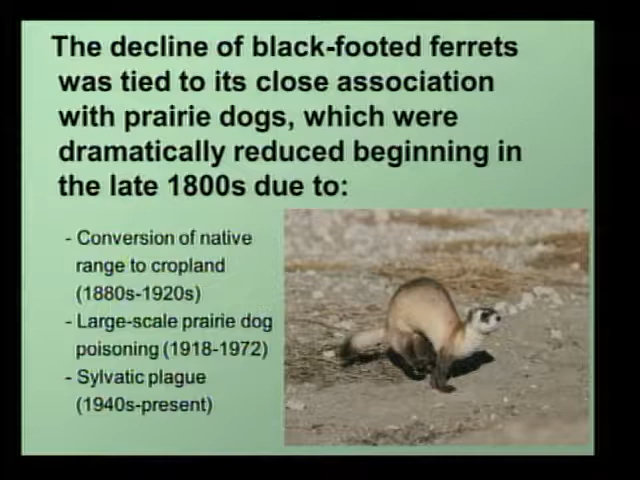 The decline of black-footed ferrets
was tied to its close association
with prairie dogs, which were
dramatically reduced beginning in
the late 1800s due to:
- Conversion of native
range to cropland
(1880s-1920s)
- Large-scale prairie dog
poisoning (1918-1972)
- Sylvatic plague
(1940s-present)